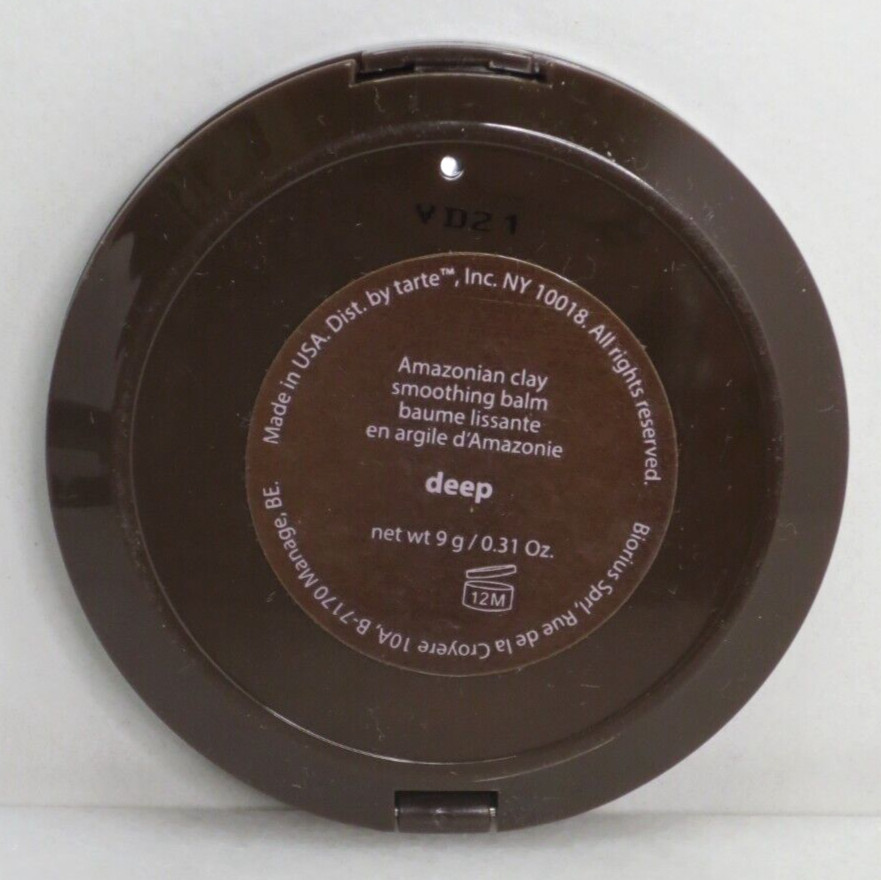 VD21
Made in USA. Dist. by tarte™, Inc. NY 10018. All rights reserved.
Amazonian clay
smoothing balm
baume lissante
en argile d'Amazonie
deep
net wt 9 g / 0.31 Oz.
12M
Biorius Sprl, Rue de la Croyere 10A, B-7170 Manage, BE.